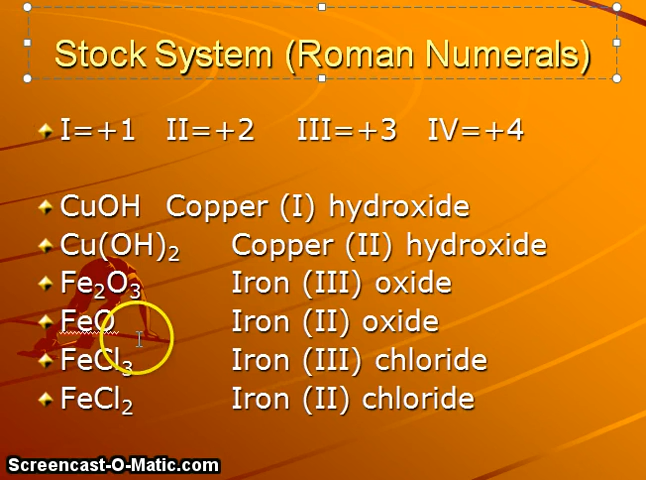 Stock System (Roman Numerals)
I=+1 II=+2 III=+3 IV=+4
CuOH Copper (I) hydroxide
Cu(OH)₂ Copper (II) hydroxide
Fe₂O₃ Iron (III) oxide
FeO Iron (II) oxide
FeCl₃ Iron (III) chloride
FeCl₂ Iron (II) chloride
Screencast-O-Matic.com